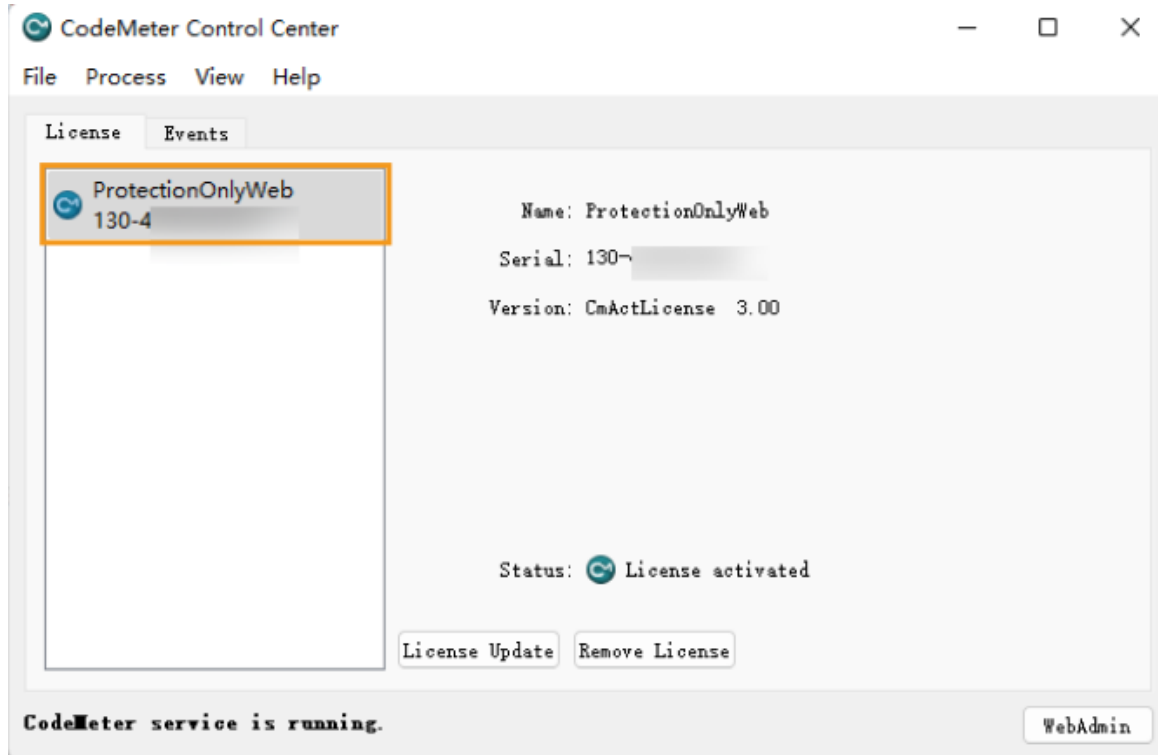 CodeMeter Control Center
File Process View Help
License Events
ProtectionOnlyWeb
130-4
Name: ProtectionOnlyWeb
Serial: 130-
Version: CmActLicense 3.00
Status: License activated
License Update Remove License
CodeMeter service is running.
WebAdmin